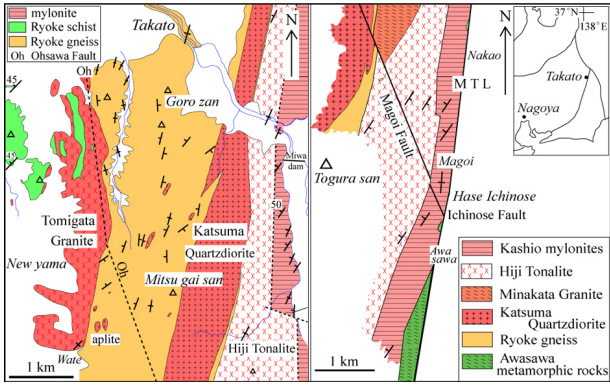 mylonite
Ryoke schist
Ryoke gneiss
Oh Ohsawa Fault
Takato
N
45
Oh
Goro zan
45
Miwa
dam
50
Tomigata
Granite
Katsuma
Quartzdiorite
New yama
Oh
Mitsu gai san
aplite
Wate
Hiji Tonalite
1 km
N
Nakao
M T L
Magoi Fault
Magoi
Togura san
Hase Ichinose
Ichinose Fault
Awa
sawa
1 km
37°N
138°E
Takato
Nagoya
Kashio mylonites
Hiji Tonalite
Minakata Granite
Katsuma
Quartzdiorite
Ryoke gneiss
Awasawa
metamorphic rocks